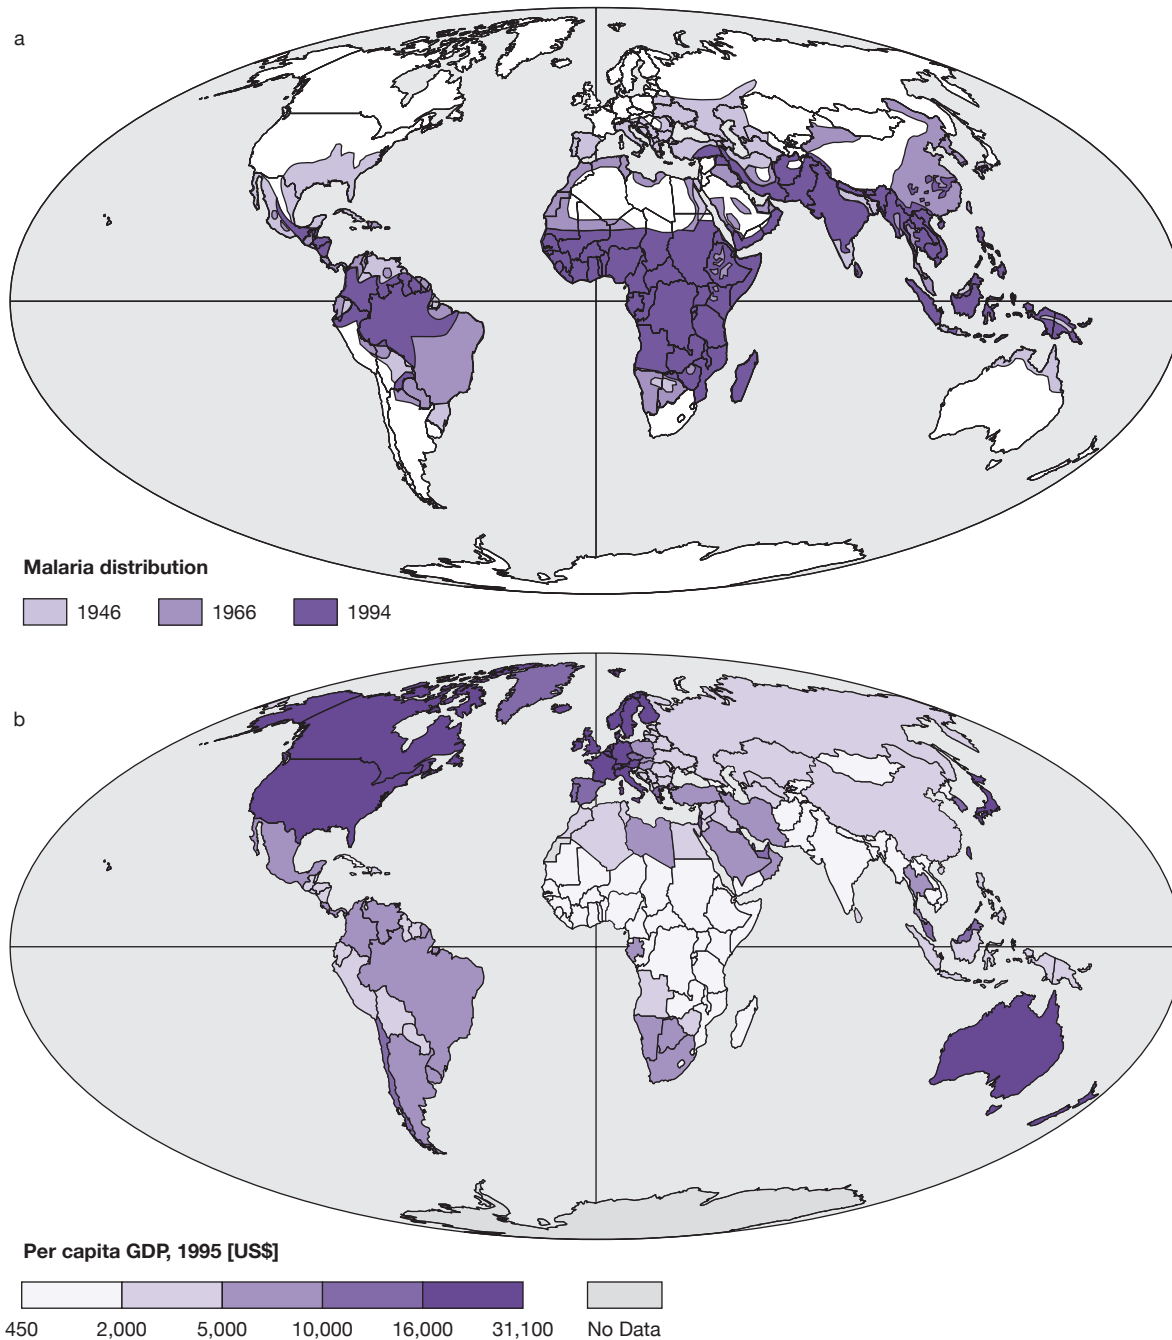 a
Malaria distribution
1946 1966 1994
b
Per capita GDP, 1995 [US$]
450 2,000 5,000 10,000 16,000 31,100 No Data